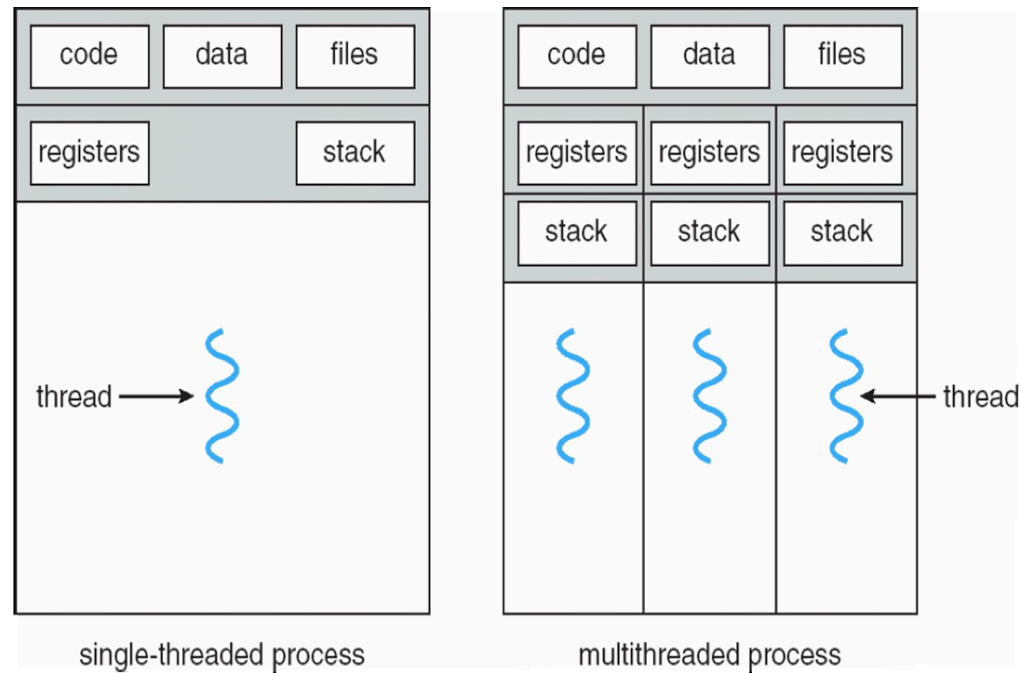 code data files
registers stack
thread
single-threaded process
code data files
registers registers registers
stack stack stack
thread
multithreaded process